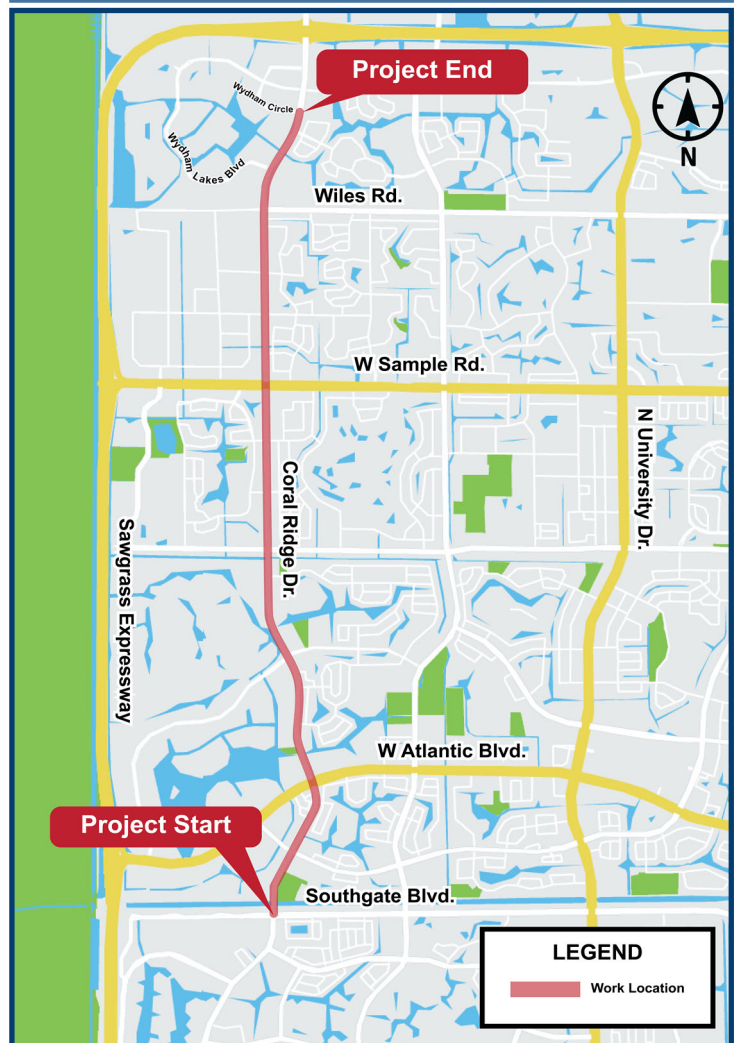 Project End
Wydham Circle
Wydham
Lakes Blvd
N
Wiles Rd.
W Sample Rd.
Coral Ridge Dr.
N University Dr.
Sawgrass Expressway
W Atlantic Blvd.
Project Start
Southgate Blvd.
LEGEND
Work Location